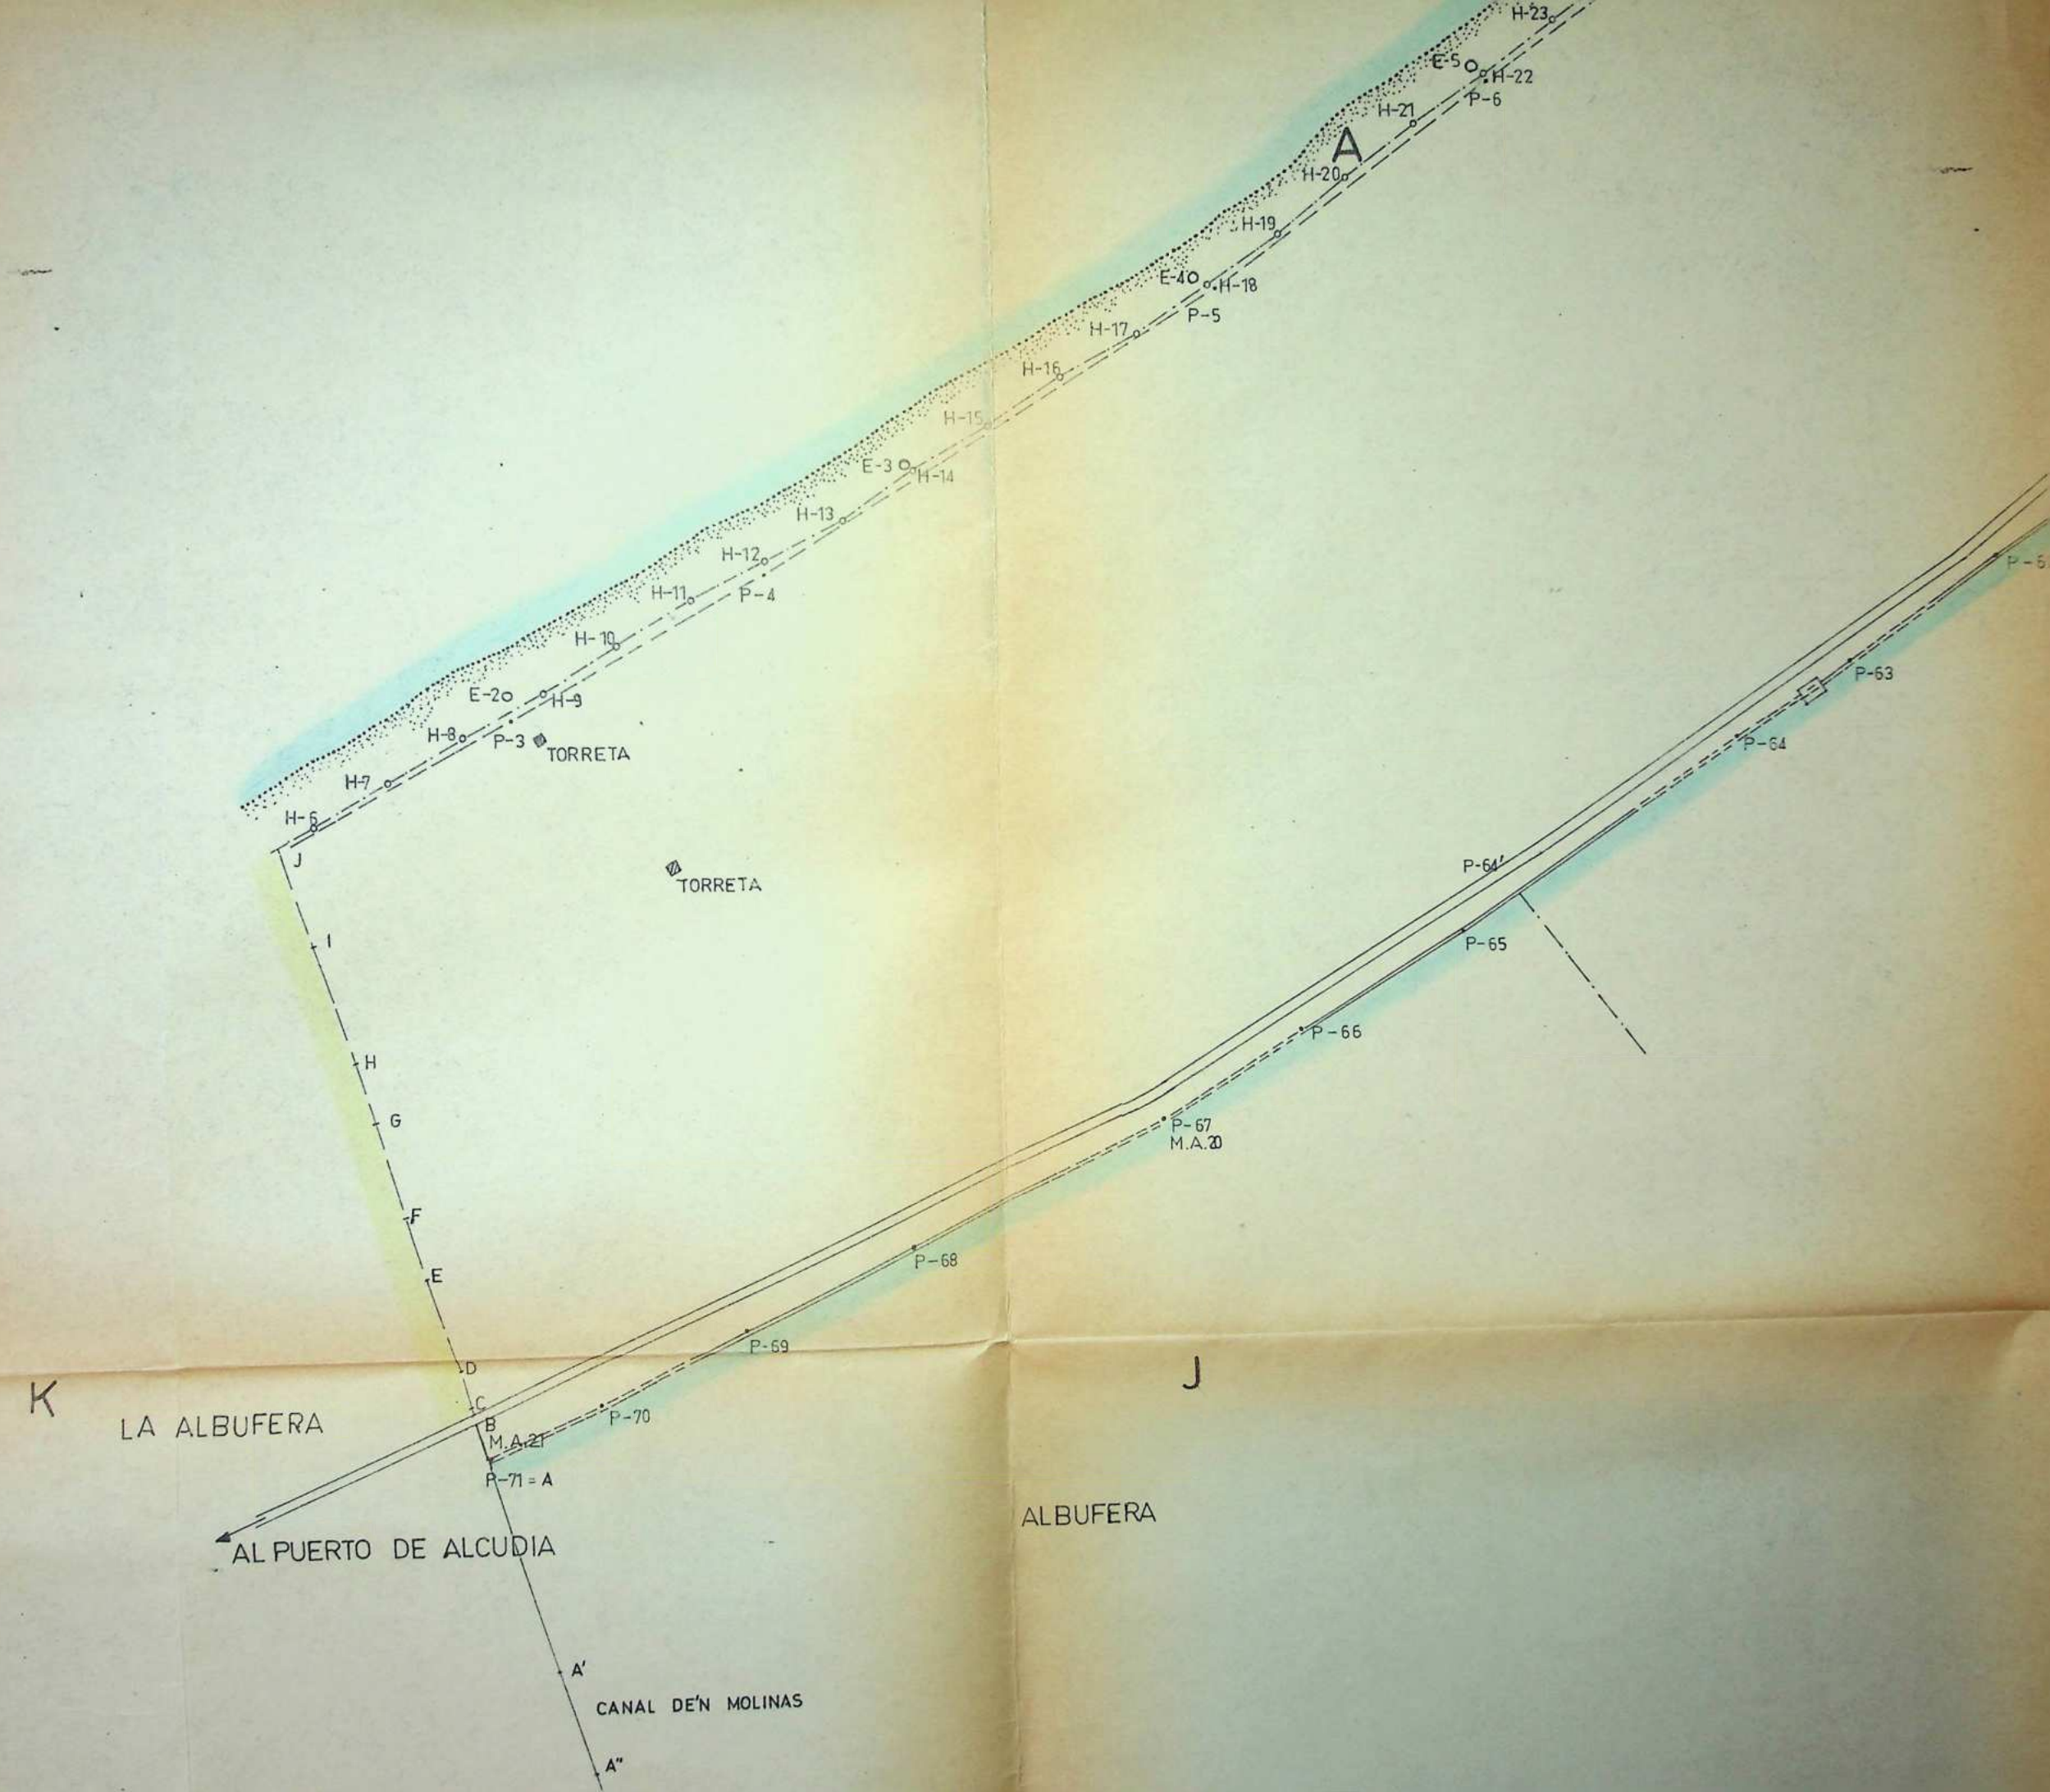 H-23
E-5
H-22
P-6
H-21
A
H-20
H-19
E-4
H-18
P-5
H-17
H-16
H-15
E-3
H-14
H-13
H-12
P-4
H-11
H-10
E-2
H-9
H-8
P-3
TORRETA
H-7
H-6
J
TORRETA
P-63
P-64
P-64'
P-65
I
P-66
H
G
P-67
M.A.20
F
P-68
E
P-69
D
J
K
C
P-70
LA ALBUFERA
B
M.A.21
P-71=A
ALBUFERA
AL PUERTO DE ALCUDIA
A'
CANAL DE'N MOLINAS
A"